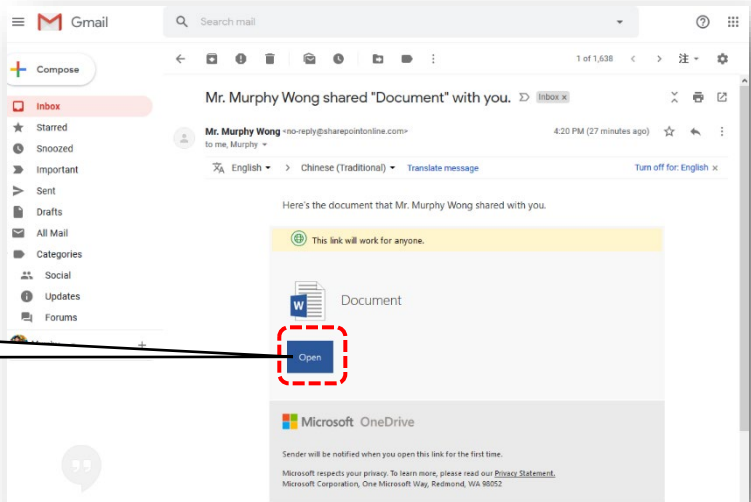 Gmail
Search mail
Compose
1 of 1,638
注
Inbox
Starred
Snoozed
Important
Sent
Drafts
All Mail
Categories
Social
Updates
Forums
+
Mr. Murphy Wong shared "Document" with you. Inbox x
Mr. Murphy Wong <no-reply@sharepointonline.com>
4:20 PM (27 minutes ago)
to me, Murphy
English > Chinese (Traditional) Translate message
Turn off for: English x
Here's the document that Mr. Murphy Wong shared with you.
This link will work for anyone.
W
Document
Open
Microsoft OneDrive
Sender will be notified when you open this link for the first time.
Microsoft respects your privacy. To learn more, please read our Privacy Statement.
Microsoft Corporation, One Microsoft Way, Redmond, WA 98052